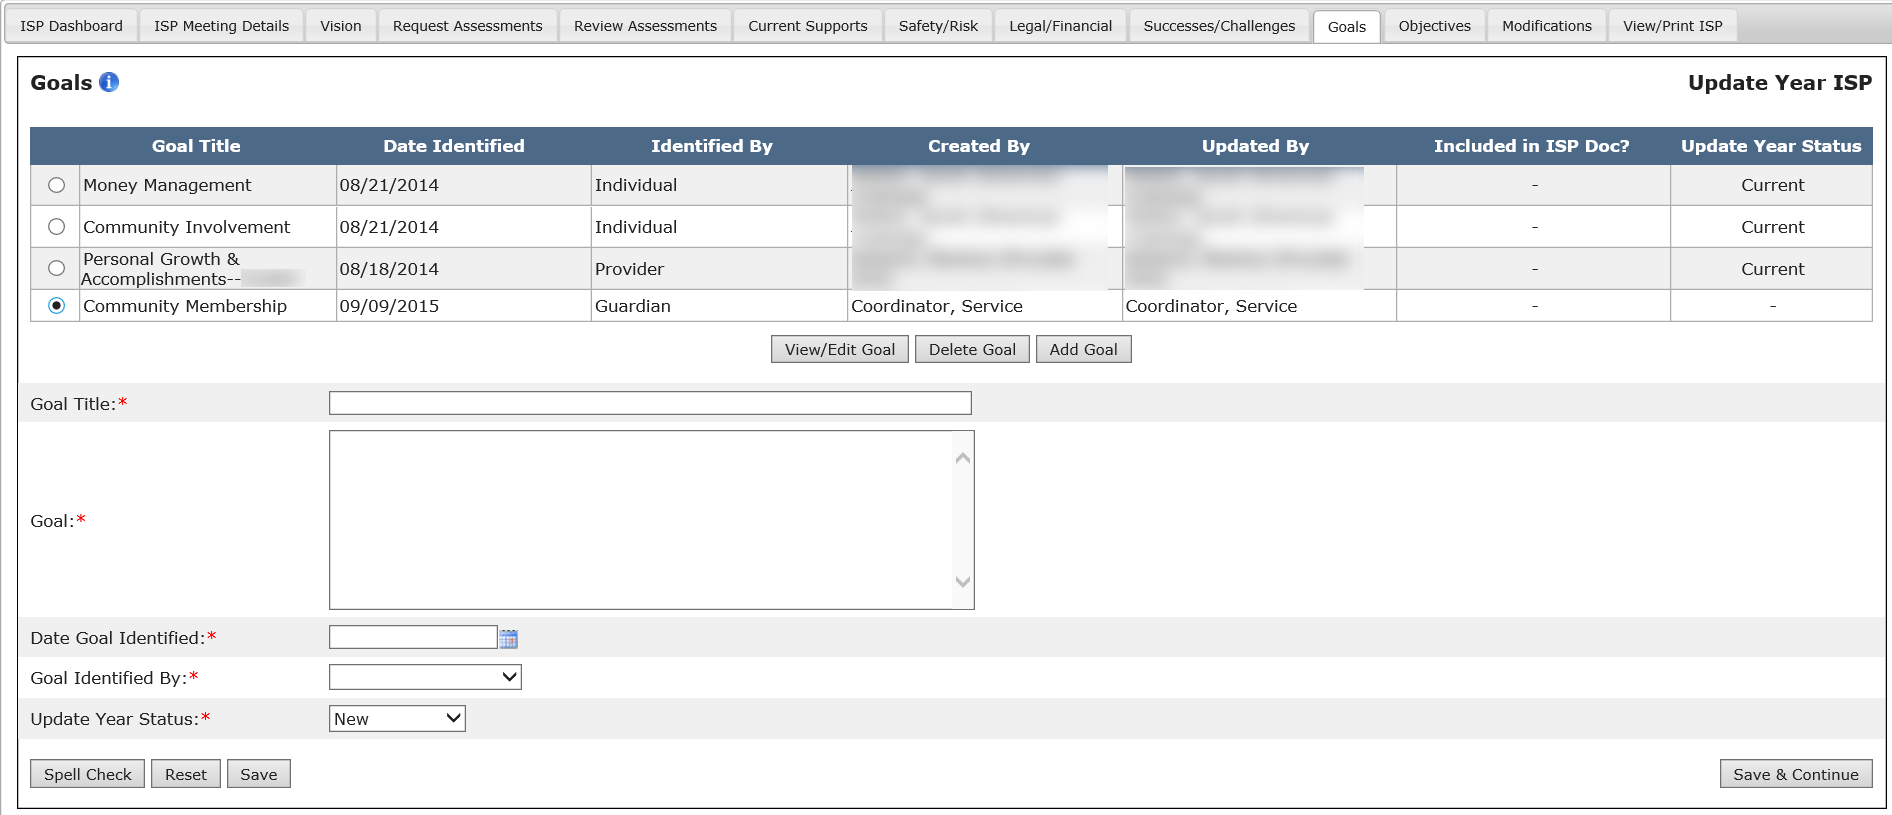 ISP Dashboard ISP Meeting Details Vision Request Assessments Review Assessments Current Supports Safety/Risk Legal/Financial Successes/Challenges Goals Objectives Modifications View/Print ISP
Goals Update Year ISP
Goal Title Date Identified Identified By Created By Updated By Included in ISP Doc? Update Year Status
Money Management 08/21/2014 Individual - Current
Community Involvement 08/21/2014 Individual - Current
Personal Growth &
Accomplishments-- 08/18/2014 Provider - Current
Community Membership 09/09/2015 Guardian Coordinator, Service Coordinator, Service - -
View/Edit Goal Delete Goal Add Goal
Goal Title:*
Goal:*
Date Goal Identified:*
Goal Identified By:*
Update Year Status:* New
Spell Check Reset Save Save & Continue